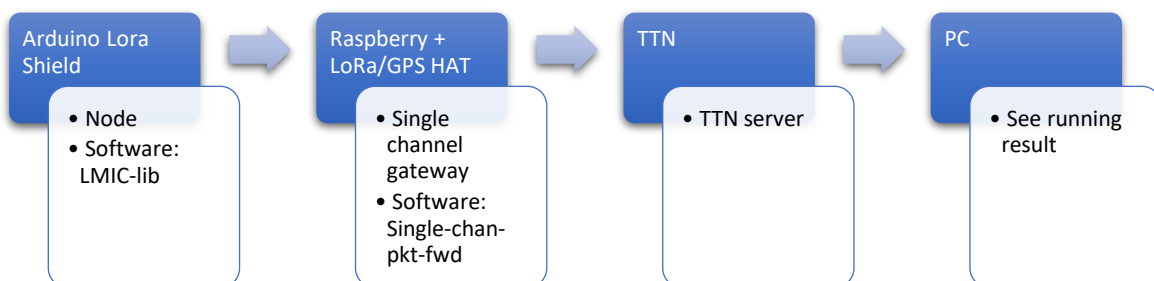 Arduino Lora
Shield
• Node
• Software:
LMIC-lib
Raspberry +
LoRa/GPS HAT
• Single
channel
gateway
• Software:
Single-chan-
pkt-fwd
TTN
• TTN server
PC
• See running
result